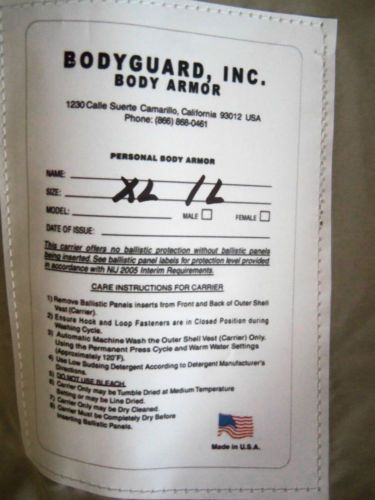 BODYGUARD, INC.
BODY ARMOR
1230 Calle Suerte Camarillo, California 93012 USA
Phone: (866) 868-0461
PERSONAL BODY ARMOR
NAME:
SIZE: XL / L
MODEL: MALE FEMALE
DATE OF ISSUE:
This carrier offers no ballistic protection without ballistic panels
being inserted. See ballistic panel labels for protection level provided
in accordance with NIJ 2005 Interim Requirements.
CARE INSTRUCTIONS FOR CARRIER
1) Remove Ballistic Panels inserts from Front and Back of Outer Shell
Vest (Carrier).
2) Ensure Hook and Loop Fasteners are in Closed Position during
Washing Cycle.
3) Automatic Machine Wash the Outer Shell Vest (Carrier) Only.
Using the Permanent Press Cycle and Warm Water Settings
(Approximately 120°F).
4) Use Low Sudsing Detergent According to Detergent Manufacturer's
Directions.
5) DO NOT USE BLEACH.
6) Carrier Only may be Tumble Dried at Medium Temperature
Setting or may be Line Dried.
7) Carrier Only may be Dry Cleaned.
8) Carrier Must be Completely Dry Before
Inserting Ballistic Panels.
Made in U.S.A.